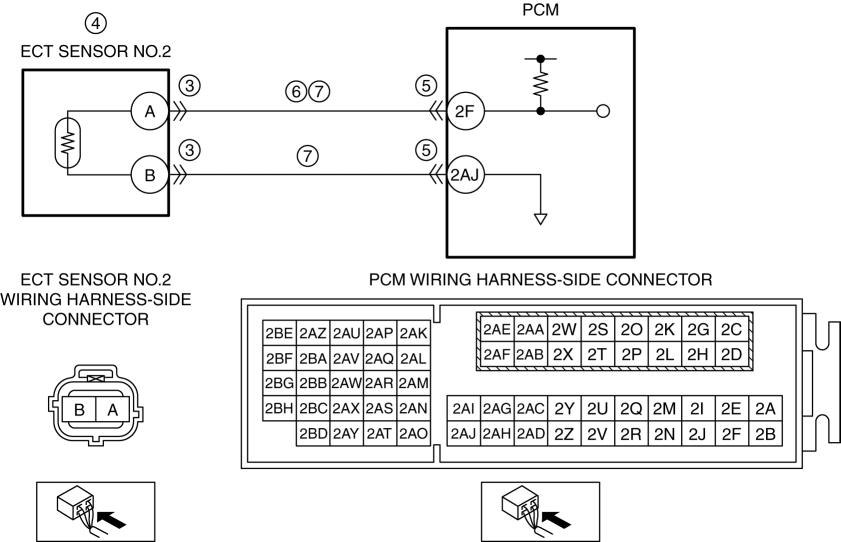 PCM
④
ECT SENSOR NO.2
③ ⑥⑦ ⑤
A 2F
③ ⑦ ⑤
B 2AJ
ECT SENSOR NO.2
WIRING HARNESS-SIDE
CONNECTOR
B A
PCM WIRING HARNESS-SIDE CONNECTOR
2BE 2AZ 2AU 2AP 2AK
2BF 2BA 2AV 2AQ 2AL
2BG 2BB 2AW 2AR 2AM
2BH 2BC 2AX 2AS 2AN
2BD 2AY 2AT 2AO
2AE 2AA 2W 2S 2O 2K 2G 2C
2AF 2AB 2X 2T 2P 2L 2H 2D
2AI 2AG 2AC 2Y 2U 2Q 2M 2I 2E 2A
2AJ 2AH 2AD 2Z 2V 2R 2N 2J 2F 2B